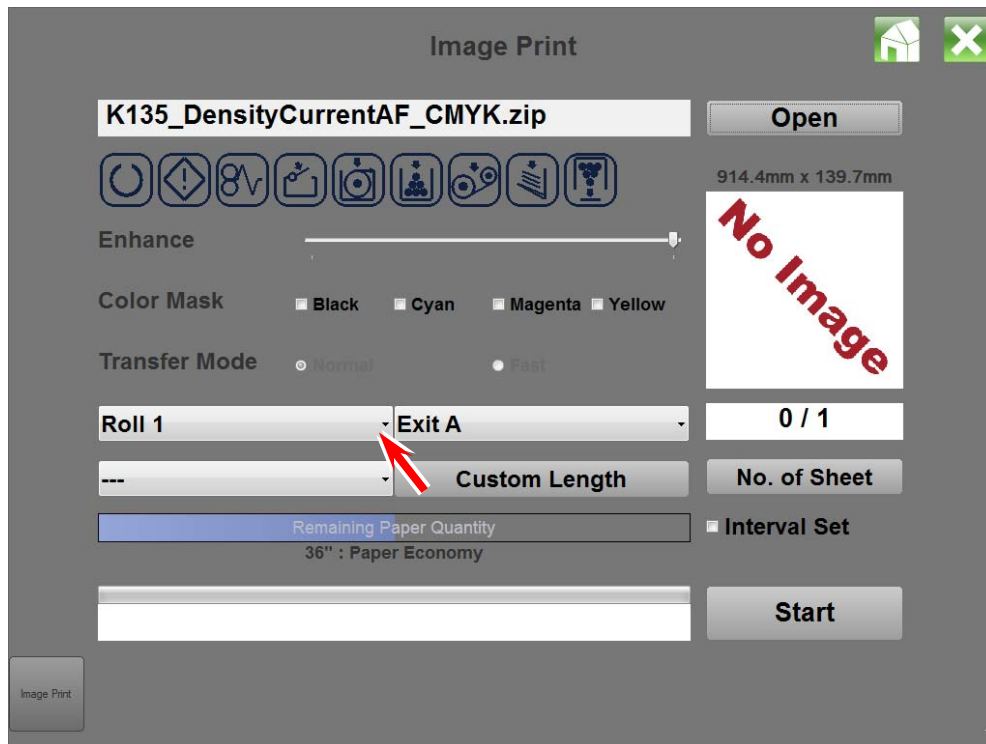 Image Print
K135_DensityCurrentAF_CMYK.zip
Open
914.4mm x 139.7mm
No Image
Enhance
Color Mask
Black
Cyan
Magenta
Yellow
Transfer Mode
Normal
Fast
Roll 1
Exit A
0 / 1
---
Custom Length
No. of Sheet
Remaining Paper Quantity
Interval Set
36" : Paper Economy
Start
Image Print